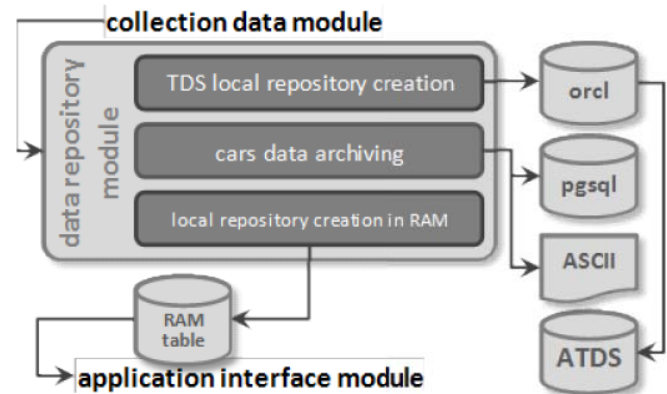 collection data module
data repository
module
TDS local repository creation
cars data archiving
local repository creation in RAM
orcl
pgsql
ASCII
ATDS
RAM
table
application interface module